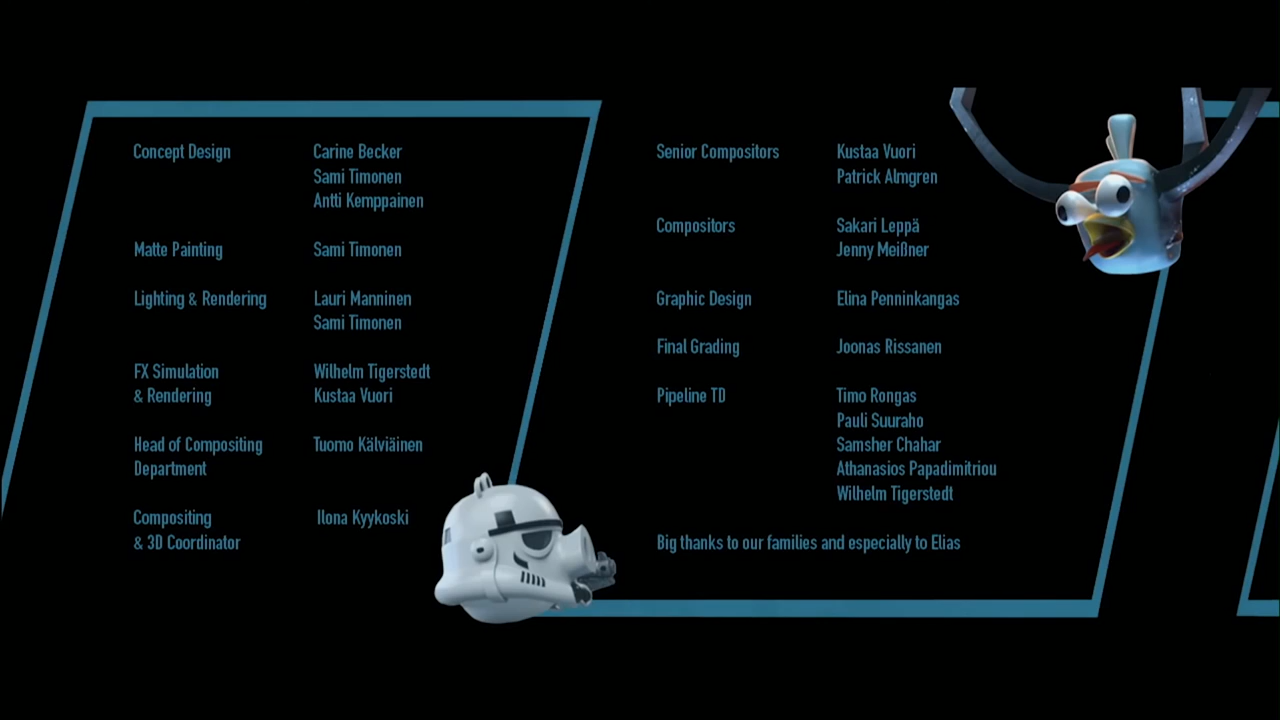 Concept Design Carine Becker
Sami Timonen
Antti Kemppainen
Matte Painting Sami Timonen
Lighting & Rendering Lauri Manninen
Sami Timonen
FX Simulation Wilhelm Tigerstedt
& Rendering Kustaa Vuori
Head of Compositing Tuomo Kälviäinen
Department
Compositing Ilona Kyykoski
& 3D Coordinator
Senior Compositors Kustaa Vuori
Patrick Almgren
Compositors Sakari Leppä
Jenny Meißner
Graphic Design Elina Penninkangas
Final Grading Joonas Rissanen
Pipeline TD Timo Rongas
Pauli Suuraho
Samsher Chahar
Athanasios Papadimitriou
Wilhelm Tigerstedt
Big thanks to our families and especially to Elias